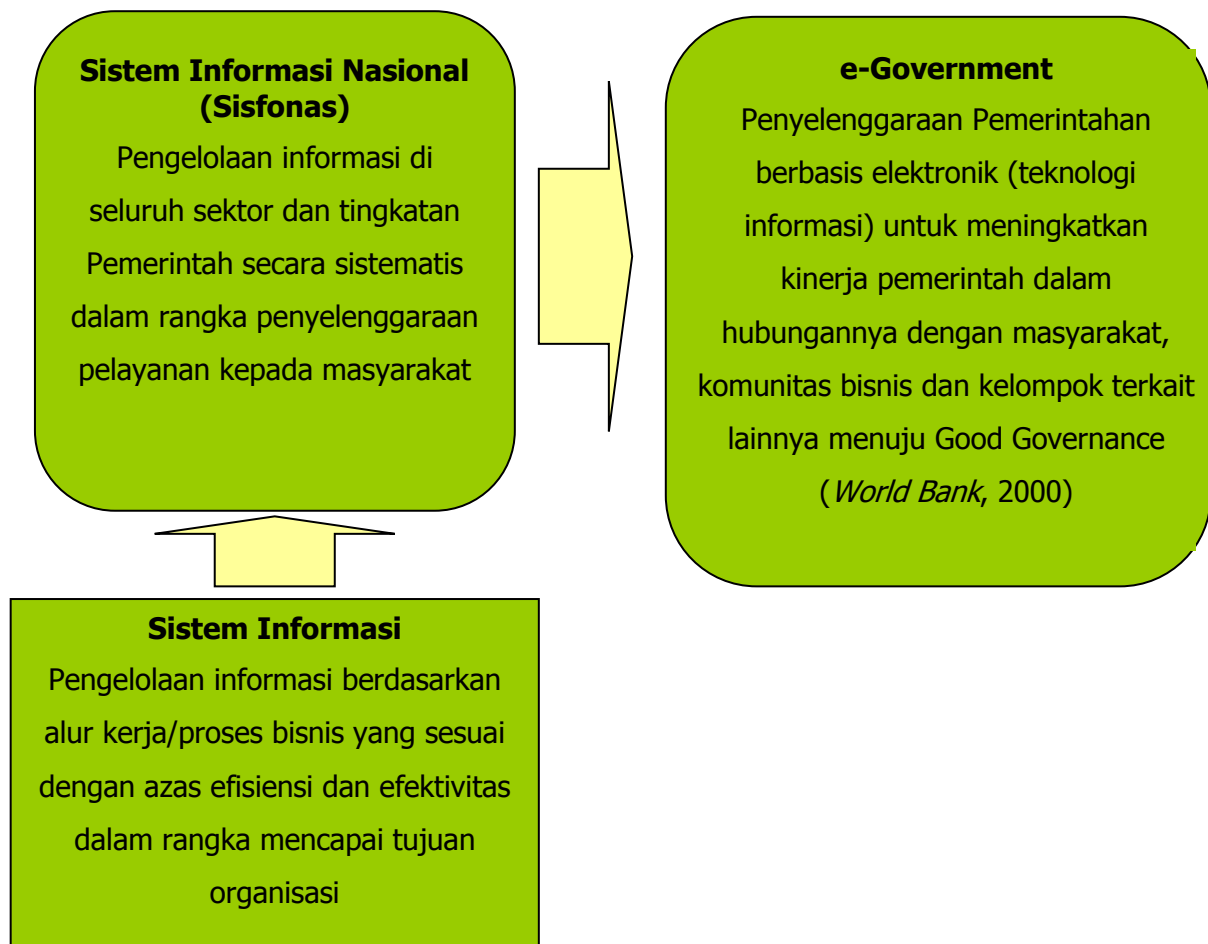 Sistem Informasi Nasional
(Sisfonas)
Pengelolaan informasi di
seluruh sektor dan tingkatan
Pemerintah secara sistematis
dalam rangka penyelenggaraan
pelayanan kepada masyarakat
e-Government
Penyelenggaraan Pemerintahan
berbasis elektronik (teknologi
informasi) untuk meningkatkan
kinerja pemerintah dalam
hubungannya dengan masyarakat,
komunitas bisnis dan kelompok terkait
lainnya menuju Good Governance
(World Bank, 2000)
Sistem Informasi
Pengelolaan informasi berdasarkan
alur kerja/proses bisnis yang sesuai
dengan azas efisiensi dan efektivitas
dalam rangka mencapai tujuan
organisasi